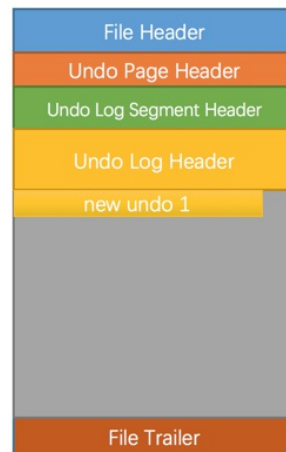 File Header
Undo Page Header
Undo Log Segment Header
Undo Log Header
new undo 1
File Trailer